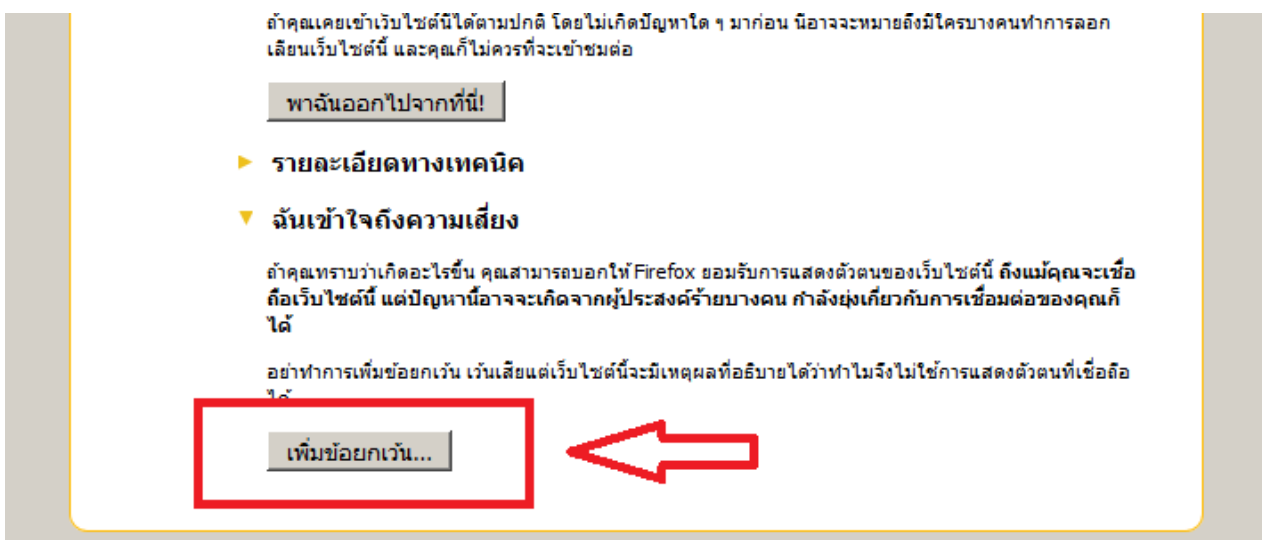 ถ้าคุณเคยเข้าเว็บไซต์นี้ได้ตามปกติ โดยไม่เกิดปัญหาใด ๆ มาก่อน นี่อาจจะหมายถึงมีใครบางคนทำการลอก
เลียนเว็บไซต์นี้ และคุณก็ไม่ควรที่จะเข้าชมต่อ
พาฉันออกไปจากที่นี่!
รายละเอียดทางเทคนิค
ฉันเข้าใจถึงความเสี่ยง
ถ้าคุณทราบว่าเกิดอะไรขึ้น คุณสามารถบอกให้ Firefox ยอมรับการแสดงตัวตนของเว็บไซต์นี้ ถึงแม้คุณจะเชื่อ
ถือเว็บไซต์นี้ แต่ปัญหานี้อาจจะเกิดจากผู้ประสงค์ร้ายบางคน กำลังยุ่งเกี่ยวกับการเชื่อมต่อของคุณก็
ได้
อย่าทำการเพิ่มข้อยกเว้น เว้นเสียแต่เว็บไซต์นี้จะมีเหตุผลที่อธิบายได้ว่าทำไมจึงไม่ใช้การแสดงตัวตนที่เชื่อถือ
ได้
เพิ่มข้อยกเว้น...